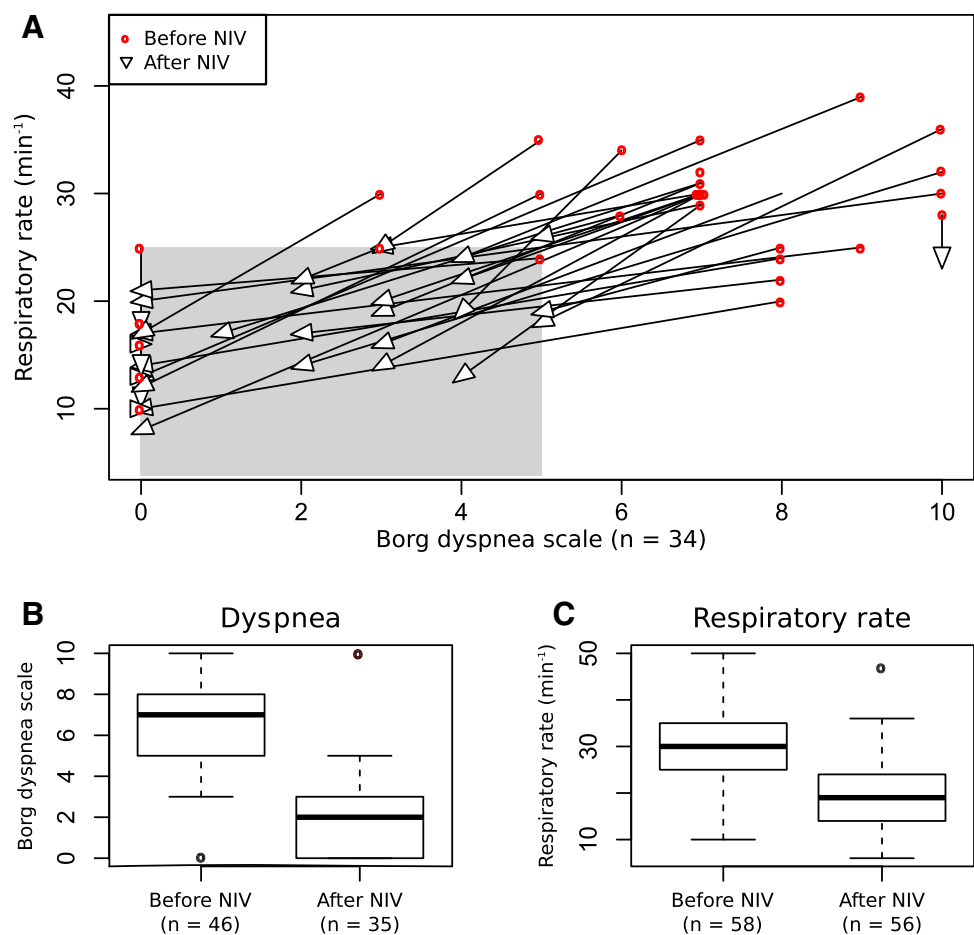 A
Before NIV
After NIV
Respiratory rate (min⁻¹)
40
30
20
10
0 2 4 6 8 10
Borg dyspnea scale (n = 34)
B
Dyspnea
Borg dyspnea scale
10
8
6
4
2
0
Before NIV
(n = 46)
After NIV
(n = 35)
C
Respiratory rate
Respiratory rate (min⁻¹)
50
30
10
Before NIV
(n = 58)
After NIV
(n = 56)